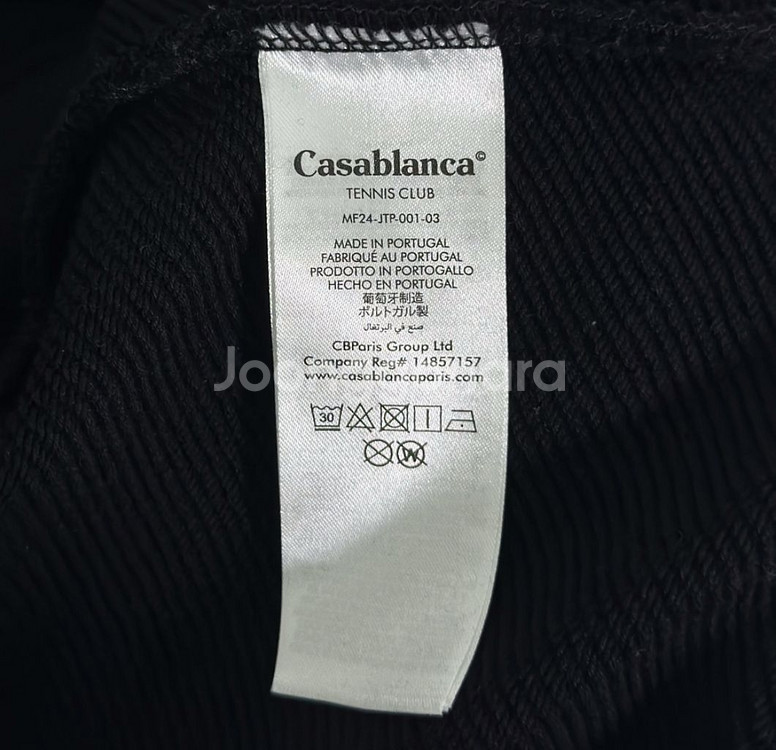 Casablanca©
TENNIS CLUB
MF24-JTP-001-03
MADE IN PORTUGAL
FABRIQUÉ AU PORTUGAL
PRODOTTO IN PORTOGALLO
HECHO EN PORTUGAL
葡萄牙制造
ポルトガル製
صنع في البرتغال
CBParis Group Ltd
Company Reg# 14857157
www.casablancaparis.com
30
W